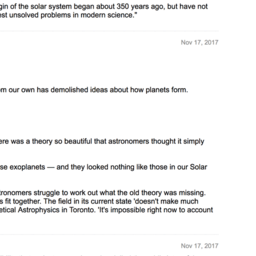 gin of the solar system began about 350 years ago, but have not
st unsolved problems in modern science."
Nov 17, 2017
m our own has demolished ideas about how planets form.
ere was a theory so beautiful that astronomers thought it simply
se exoplanets — and they looked nothing like those in our Solar
tronomers struggle to work out what the old theory was missing.
s fit together. The field in its current state 'doesn't make much
etical Astrophysics in Toronto. 'It's impossible right now to account
Nov 17, 2017